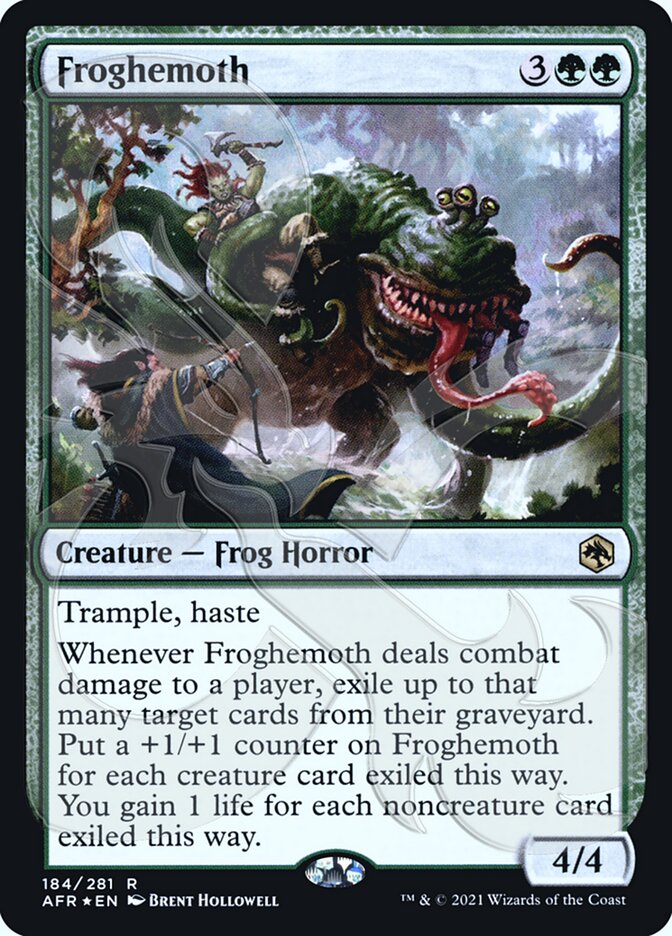 Froghemoth 3
Creature — Frog Horror
Trample, haste
Whenever Froghemoth deals combat
damage to a player, exile up to that
many target cards from their graveyard.
Put a +1/+1 counter on Froghemoth
for each creature card exiled this way.
You gain 1 life for each noncreature card
exiled this way.
4/4
184/281 R
AFR★EN Brent Hollowell
™ & © 2021 Wizards of the Coast